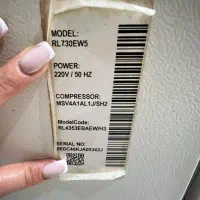 MODEL:
RL730EW5
POWER:
220V / 50 HZ
COMPRESSOR:
MSV4A1AL1J/SH2
ModelCode:
RL4353EBAEW/H3
SERIAL NO: